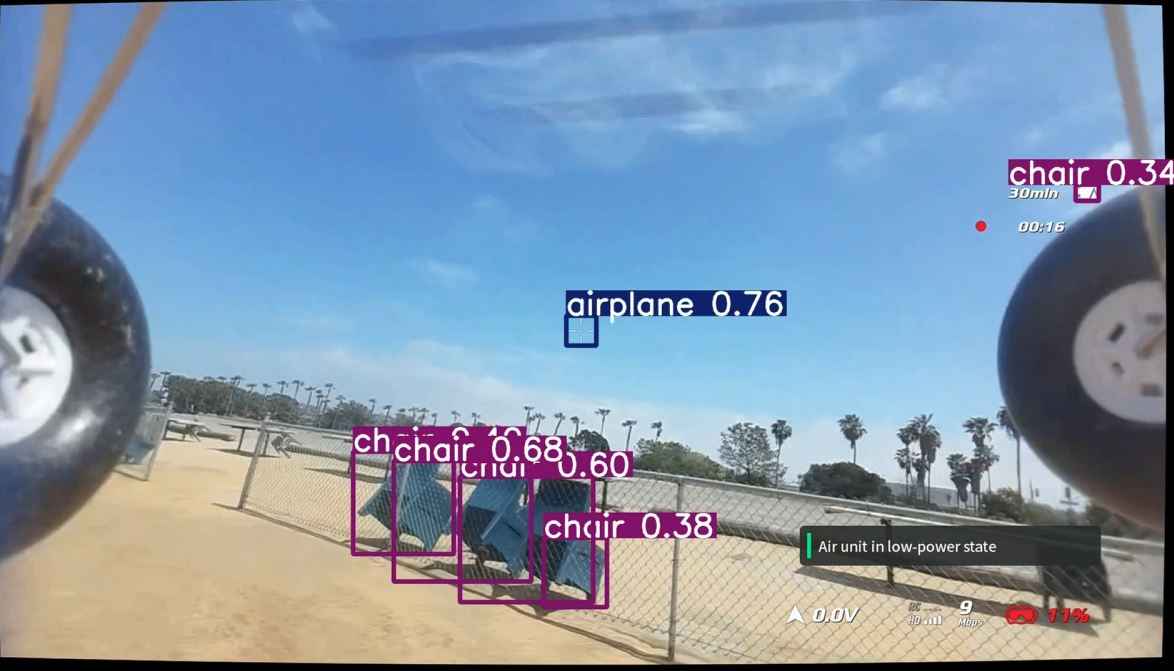 chair 0.34
30min
00:16
airplane 0.76
chair 0.68
0.60
chair 0.38
Air unit in low-power state
0.0V
HD
9
Mbps
11%